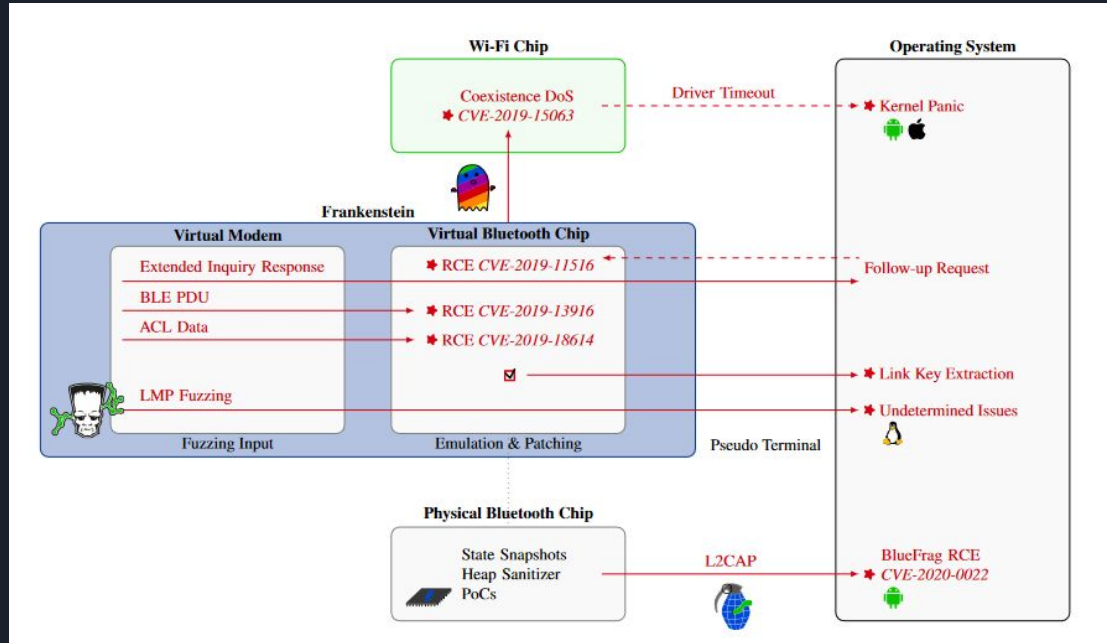 Wi-Fi Chip
Operating System
Coexistence DoS
CVE-2019-15063
Driver Timeout
Kernel Panic
Frankenstein
Virtual Modem
Virtual Bluetooth Chip
Extended Inquiry Response
RCE CVE-2019-11516
Follow-up Request
BLE PDU
RCE CVE-2019-13916
ACL Data
RCE CVE-2019-18614
Link Key Extraction
LMP Fuzzing
Undetermined Issues
Fuzzing Input
Emulation & Patching
Pseudo Terminal
Physical Bluetooth Chip
State Snapshots
Heap Sanitizer
PoCs
L2CAP
BlueFrag RCE
CVE-2020-0022